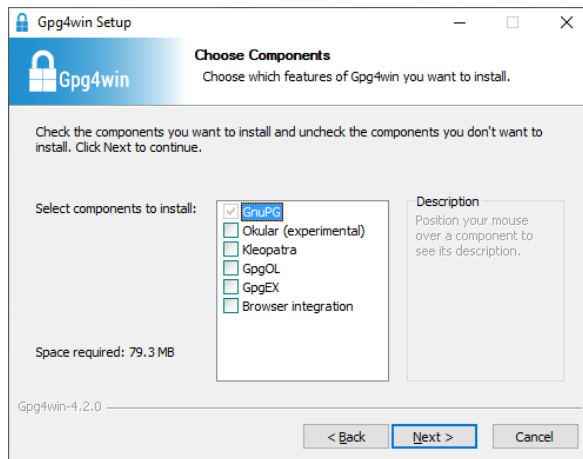 Gpg4win Setup
Gpg4win
Choose Components
Choose which features of Gpg4win you want to install.
Check the components you want to install and uncheck the components you don't want to
install. Click Next to continue.
Select components to install:
GnuPG
Okular (experimental)
Kleopatra
GpgOL
GpgEX
Browser integration
Description
Position your mouse
over a component to
see its description.
Space required: 79.3 MB
Gpg4win-4.2.0
< Back
Next >
Cancel